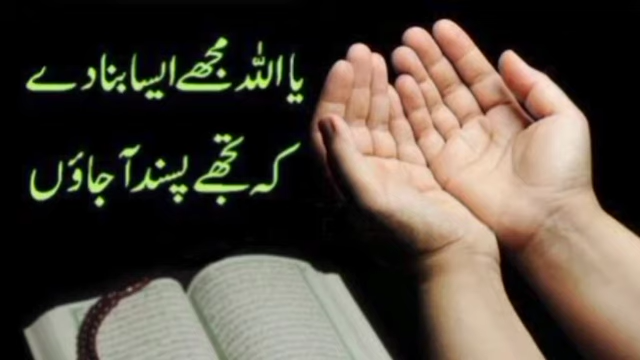 یا اللہ مجھے ایسا بنا دے
کہ تجھے پسند آ جاؤں